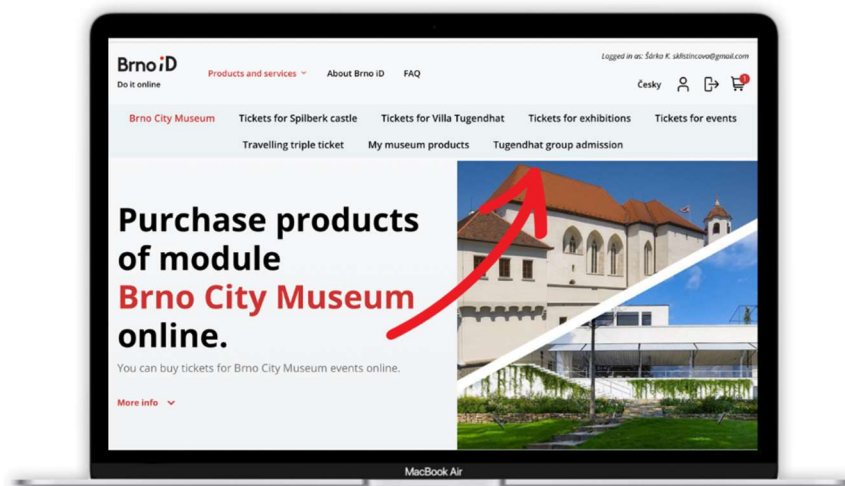 Logged in as: Šárka K. skfistincova@gmail.com
Brno iD
Do it online
Products and services
About Brno iD
FAQ
Česky
1
Brno City Museum
Tickets for Spilberk castle
Tickets for Villa Tugendhat
Tickets for exhibitions
Tickets for events
Travelling triple ticket
My museum products
Tugendhat group admission
Purchase products
of module
Brno City Museum
online.
You can buy tickets for Brno City Museum events online.
More info
MacBook Air